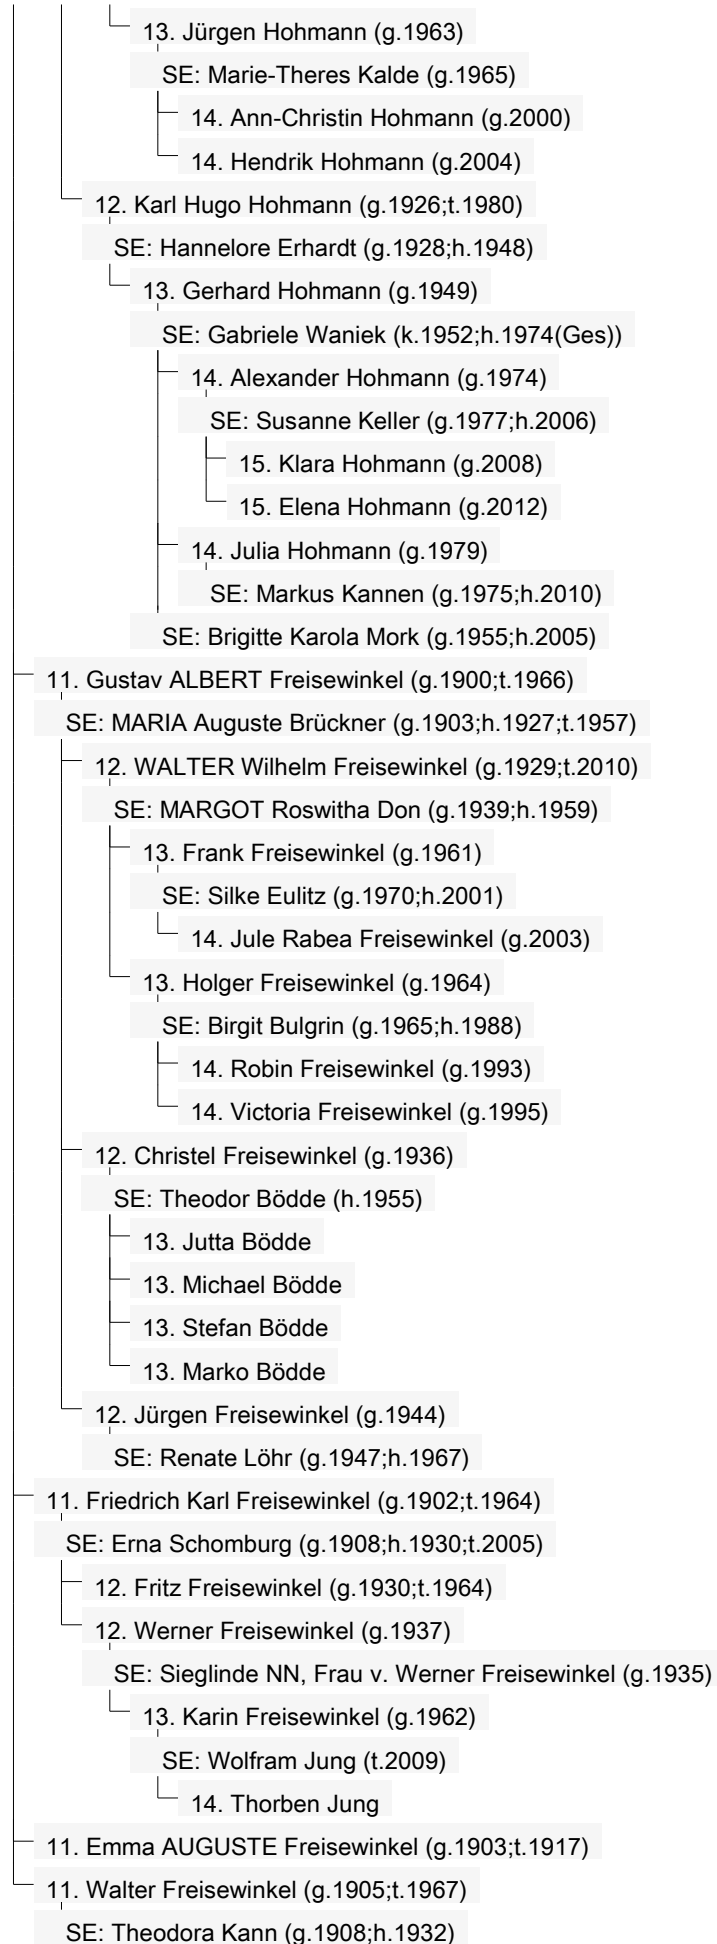 13. Jürgen Hohmann (g.1963)
SE: Marie-Theres Kalde (g.1965)
14. Ann-Christin Hohmann (g.2000)
14. Hendrik Hohmann (g.2004)
12. Karl Hugo Hohmann (g.1926;t.1980)
SE: Hannelore Erhardt (g.1928;h.1948)
13. Gerhard Hohmann (g.1949)
SE: Gabriele Waniek (k.1952;h.1974(Ges))
14. Alexander Hohmann (g.1974)
SE: Susanne Keller (g.1977;h.2006)
15. Klara Hohmann (g.2008)
15. Elena Hohmann (g.2012)
14. Julia Hohmann (g.1979)
SE: Markus Kannen (g.1975;h.2010)
SE: Brigitte Karola Mork (g.1955;h.2005)
11. Gustav ALBERT Freisewinkel (g.1900;t.1966)
SE: MARIA Auguste Brückner (g.1903;h.1927;t.1957)
12. WALTER Wilhelm Freisewinkel (g.1929;t.2010)
SE: MARGOT Roswitha Don (g.1939;h.1959)
13. Frank Freisewinkel (g.1961)
SE: Silke Eulitz (g.1970;h.2001)
14. Jule Rabea Freisewinkel (g.2003)
13. Holger Freisewinkel (g.1964)
SE: Birgit Bulgrin (g.1965;h.1988)
14. Robin Freisewinkel (g.1993)
14. Victoria Freisewinkel (g.1995)
12. Christel Freisewinkel (g.1936)
SE: Theodor Bödde (h.1955)
13. Jutta Bödde
13. Michael Bödde
13. Stefan Bödde
13. Marko Bödde
12. Jürgen Freisewinkel (g.1944)
SE: Renate Löhr (g.1947;h.1967)
11. Friedrich Karl Freisewinkel (g.1902;t.1964)
SE: Erna Schomburg (g.1908;h.1930;t.2005)
12. Fritz Freisewinkel (g.1930;t.1964)
12. Werner Freisewinkel (g.1937)
SE: Sieglinde NN, Frau v. Werner Freisewinkel (g.1935)
13. Karin Freisewinkel (g.1962)
SE: Wolfram Jung (t.2009)
14. Thorben Jung
11. Emma AUGUSTE Freisewinkel (g.1903;t.1917)
11. Walter Freisewinkel (g.1905;t.1967)
SE: Theodora Kann (g.1908;h.1932)